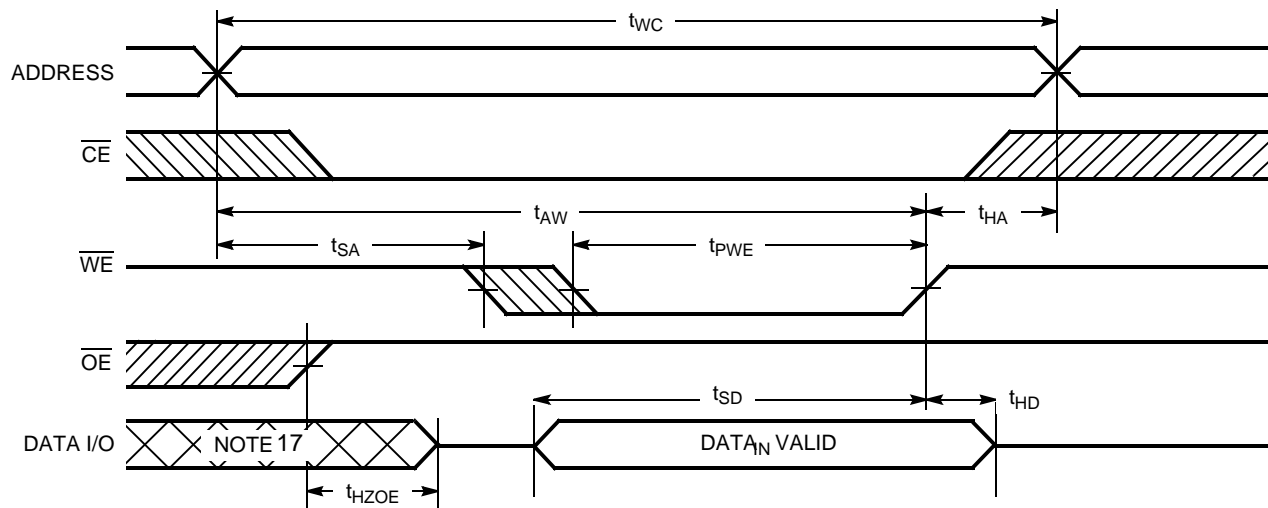 tWC
ADDRESS
CE
tAW
tHA
tSA
tPWE
WE
OE
tSD
tHD
DATA I/O
NOTE 17
DATAIN VALID
tHZOE